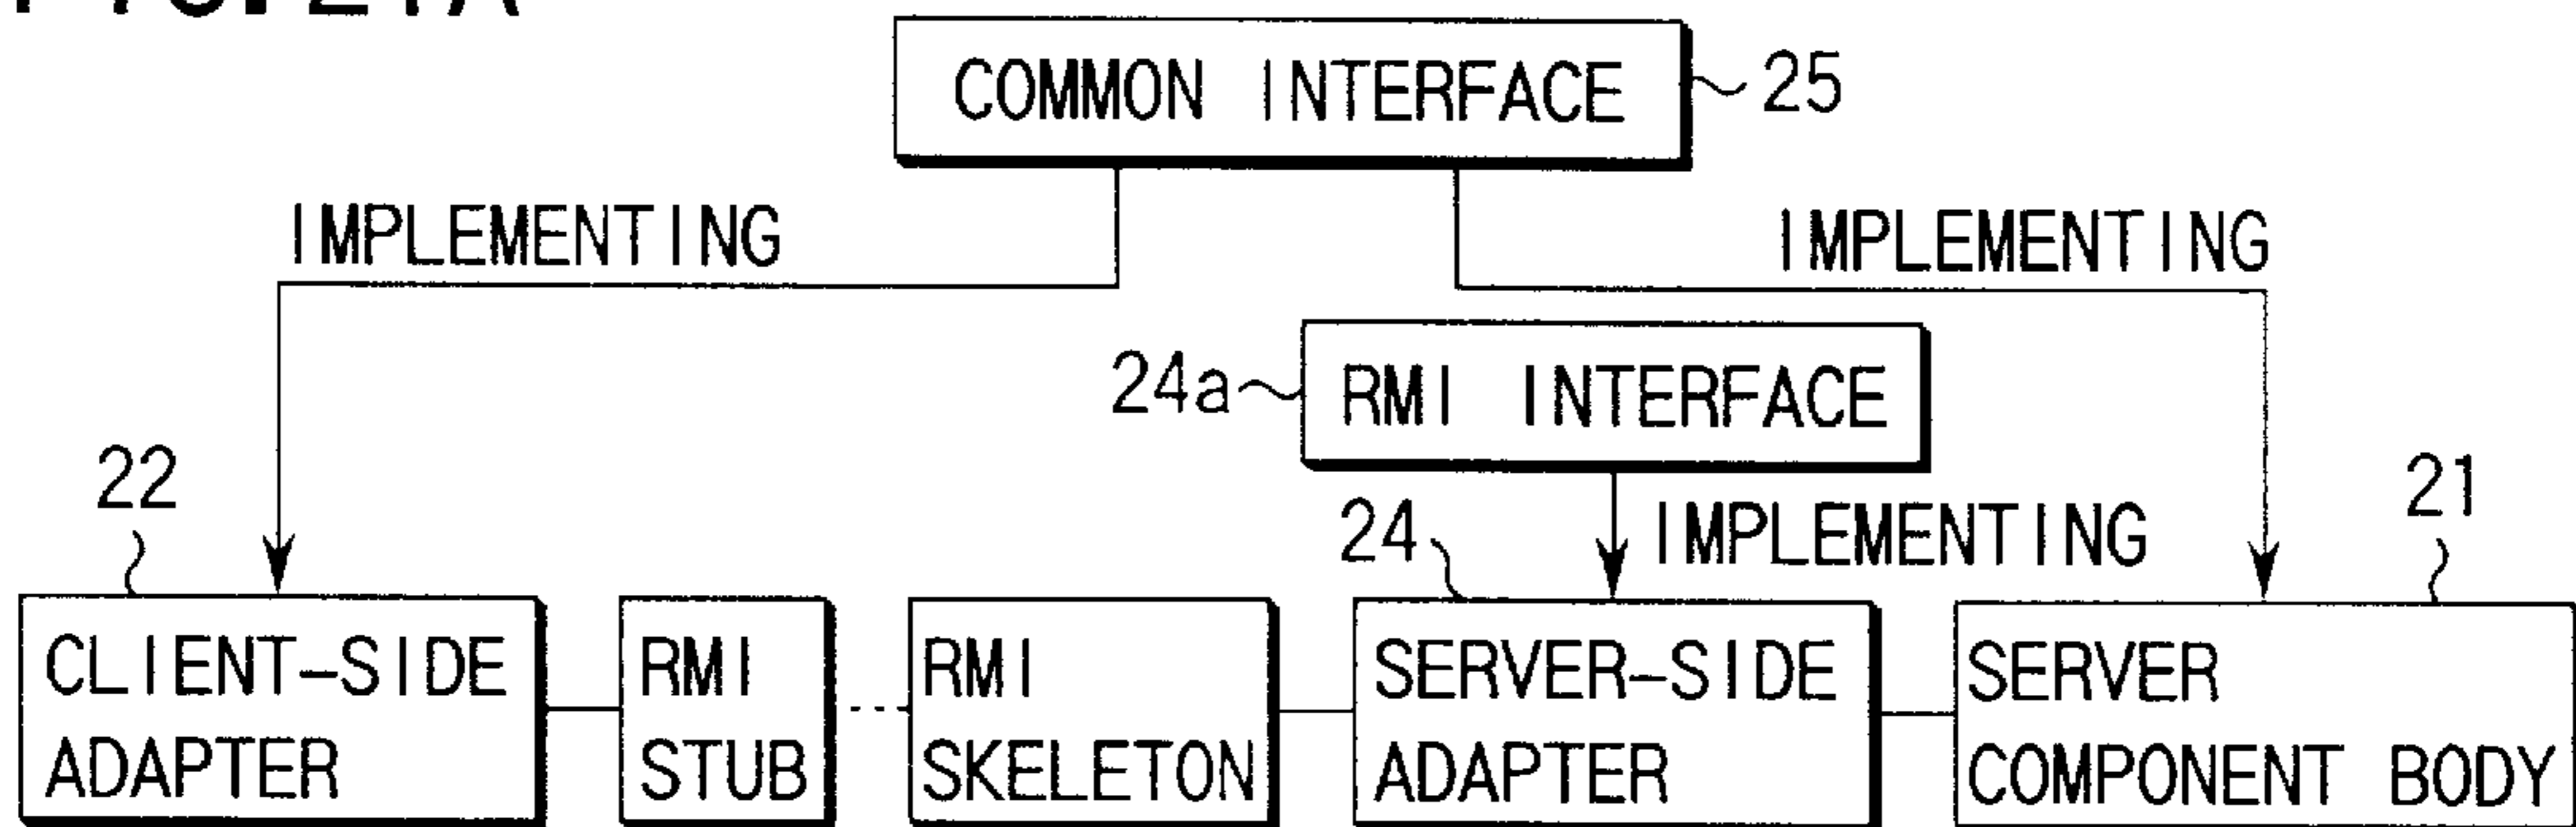 COMMON INTERFACE
25
IMPLEMENTING
IMPLEMENTING
24a
RMI INTERFACE
22
24
IMPLEMENTING
21
CLIENT-SIDE
ADAPTER
RMI
STUB
RMI
SKELETON
SERVER-SIDE
ADAPTER
SERVER
COMPONENT BODY